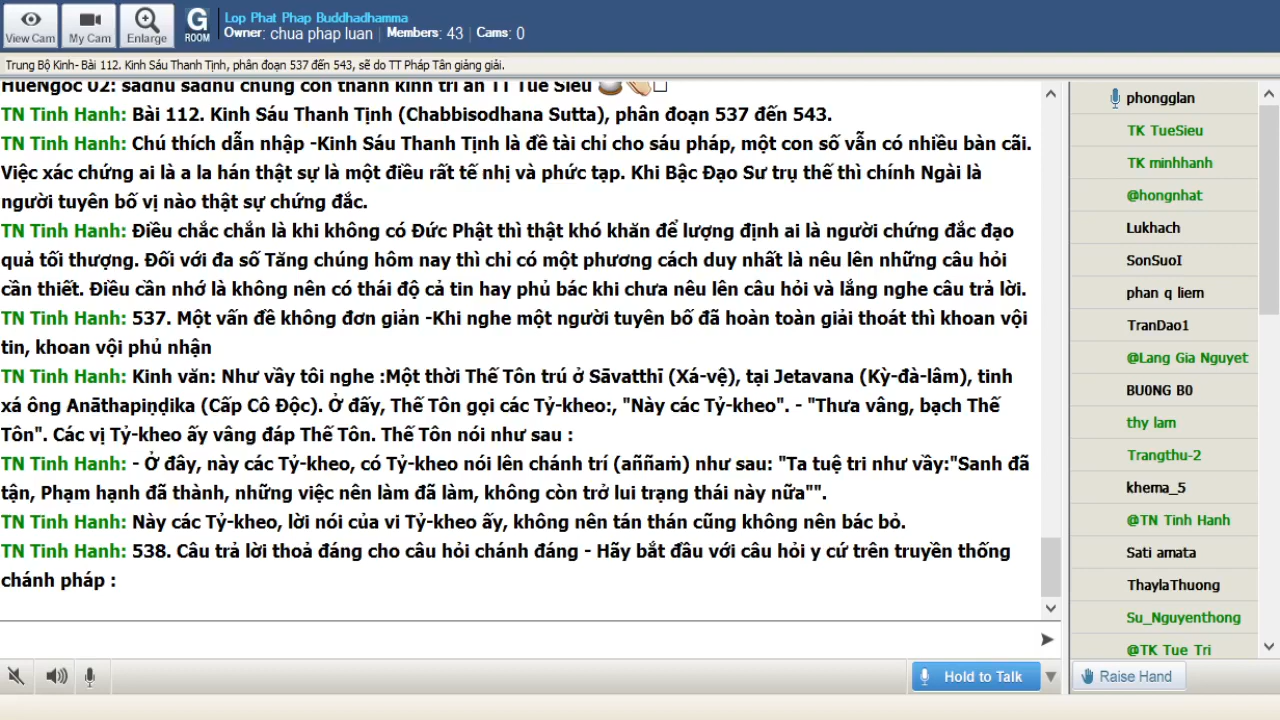 View Cam
My Cam
Enlarge
G
ROOM
Lop Phat Phap Buddhadhamma
Owner: chua phap luan | Members: 43 | Cams: 0
Trung Bộ Kinh- Bài 112. Kinh Sáu Thanh Tịnh, phân đoạn 537 đến 543, sẽ do TT Pháp Tân giảng giải.
HueNgoc 02: sadhu sadhu chúng con thành kính tri ân TT Tuệ Siêu
TN Tinh Hanh: Bài 112. Kinh Sáu Thanh Tịnh (Chabbisodhana Sutta), phân đoạn 537 đến 543.
TN Tinh Hanh: Chú thích dẫn nhập -Kinh Sáu Thanh Tịnh là đề tài chỉ cho sáu pháp, một con số vẫn có nhiều bàn cãi.
Việc xác chứng ai là a la hán thật sự là một điều rất tế nhị và phức tạp. Khi Bậc Đạo Sư trụ thế thì chính Ngài là
người tuyên bố vị nào thật sự chứng đắc.
TN Tinh Hanh: Điều chắc chắn là khi không có Đức Phật thì thật khó khăn để lượng định ai là người chứng đắc đạo
quả tối thượng. Đối với đa số Tăng chúng hôm nay thì chỉ có một phương cách duy nhất là nêu lên những câu hỏi
cần thiết. Điều cần nhớ là không nên có thái độ cả tin hay phủ bác khi chưa nêu lên câu hỏi và lắng nghe câu trả lời.
TN Tinh Hanh: 537. Một vấn đề không đơn giản -Khi nghe một người tuyên bố đã hoàn toàn giải thoát thì khoan vội
tin, khoan vội phủ nhận
TN Tinh Hanh: Kinh văn: Như vầy tôi nghe :Một thời Thế Tôn trú ở Sāvatthī (Xá-vệ), tại Jetavana (Kỳ-đà-lâm), tinh
xá ông Anāthapiṇḍika (Cấp Cô Độc). Ở đấy, Thế Tôn gọi các Tỷ-kheo:, "Này các Tỷ-kheo". - "Thưa vâng, bạch Thế
Tôn". Các vị Tỷ-kheo ấy vâng đáp Thế Tôn. Thế Tôn nói như sau :
TN Tinh Hanh: - Ở đây, này các Tỷ-kheo, có Tỷ-kheo nói lên chánh trí (aññaṁ) như sau: "Ta tuệ tri như vầy:"Sanh đã
tận, Phạm hạnh đã thành, những việc nên làm đã làm, không còn trở lui trạng thái này nữa"".
TN Tinh Hanh: Này các Tỷ-kheo, lời nói của vi Tỷ-kheo ấy, không nên tán thán cũng không nên bác bỏ.
TN Tinh Hanh: 538. Câu trả lời thoả đáng cho câu hỏi chánh đáng - Hãy bắt đầu với câu hỏi y cứ trên truyền thống
chánh pháp :
phongglan
TK TueSieu
TK minhhanh
@hongnhat
Lukhach
SonSuoI
phan q liem
TranDao1
@Lang Gia Nguyet
BU0NG B0
thy lam
Trangthu-2
khema_5
@TN Tinh Hanh
Sati amata
ThaylaThuong
Su_Nguyenthong
@TK Tue Tri
Hold to Talk
Raise Hand